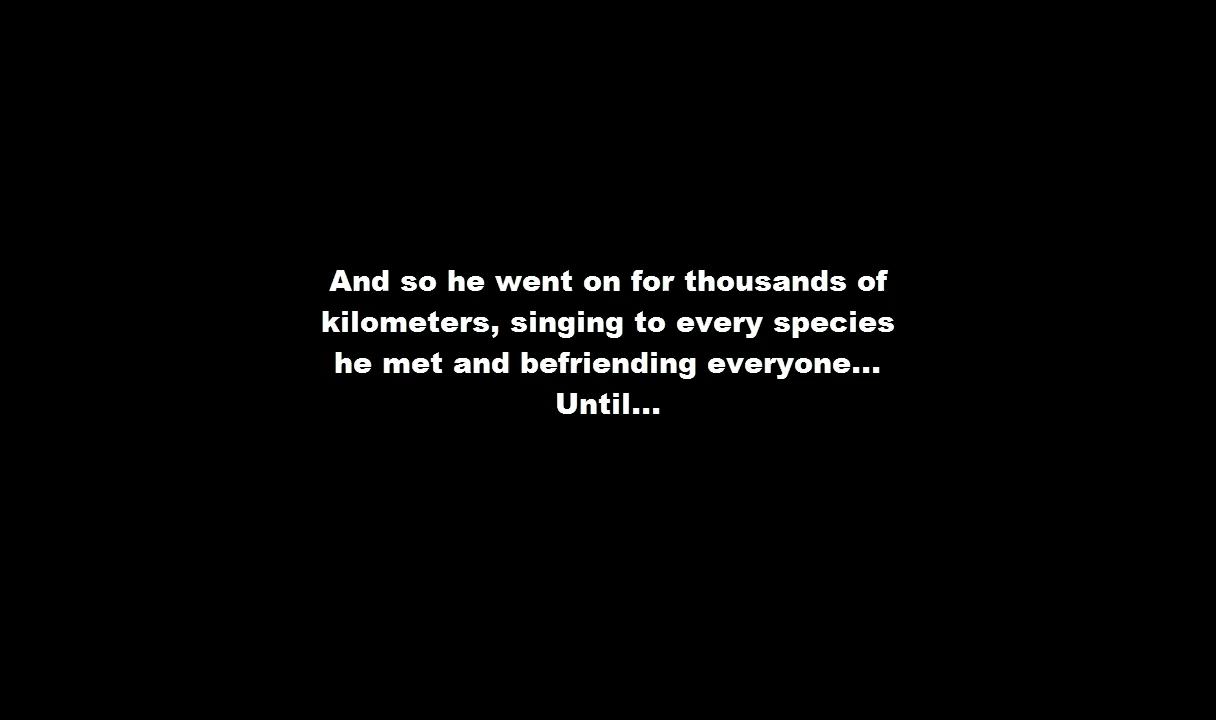 And so he went on for thousands of
kilometers, singing to every species
he met and befriending everyone...
Until...